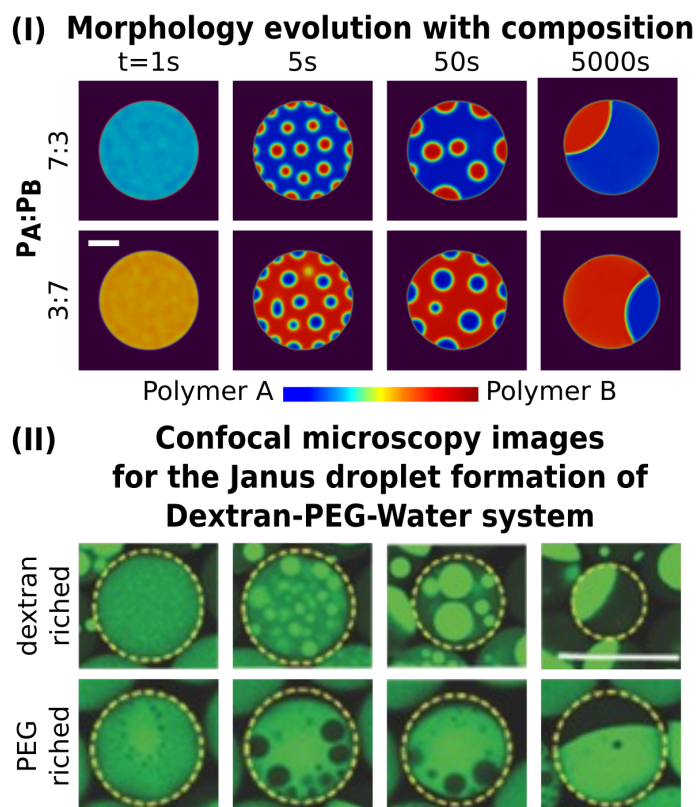 (I) Morphology evolution with composition
t=1s 5s 50s 5000s
7:3
PA:PB
3:7
Polymer A Polymer B
(II) Confocal microscopy images
for the Janus droplet formation of
Dextran-PEG-Water system
dextran
riched
PEG
riched